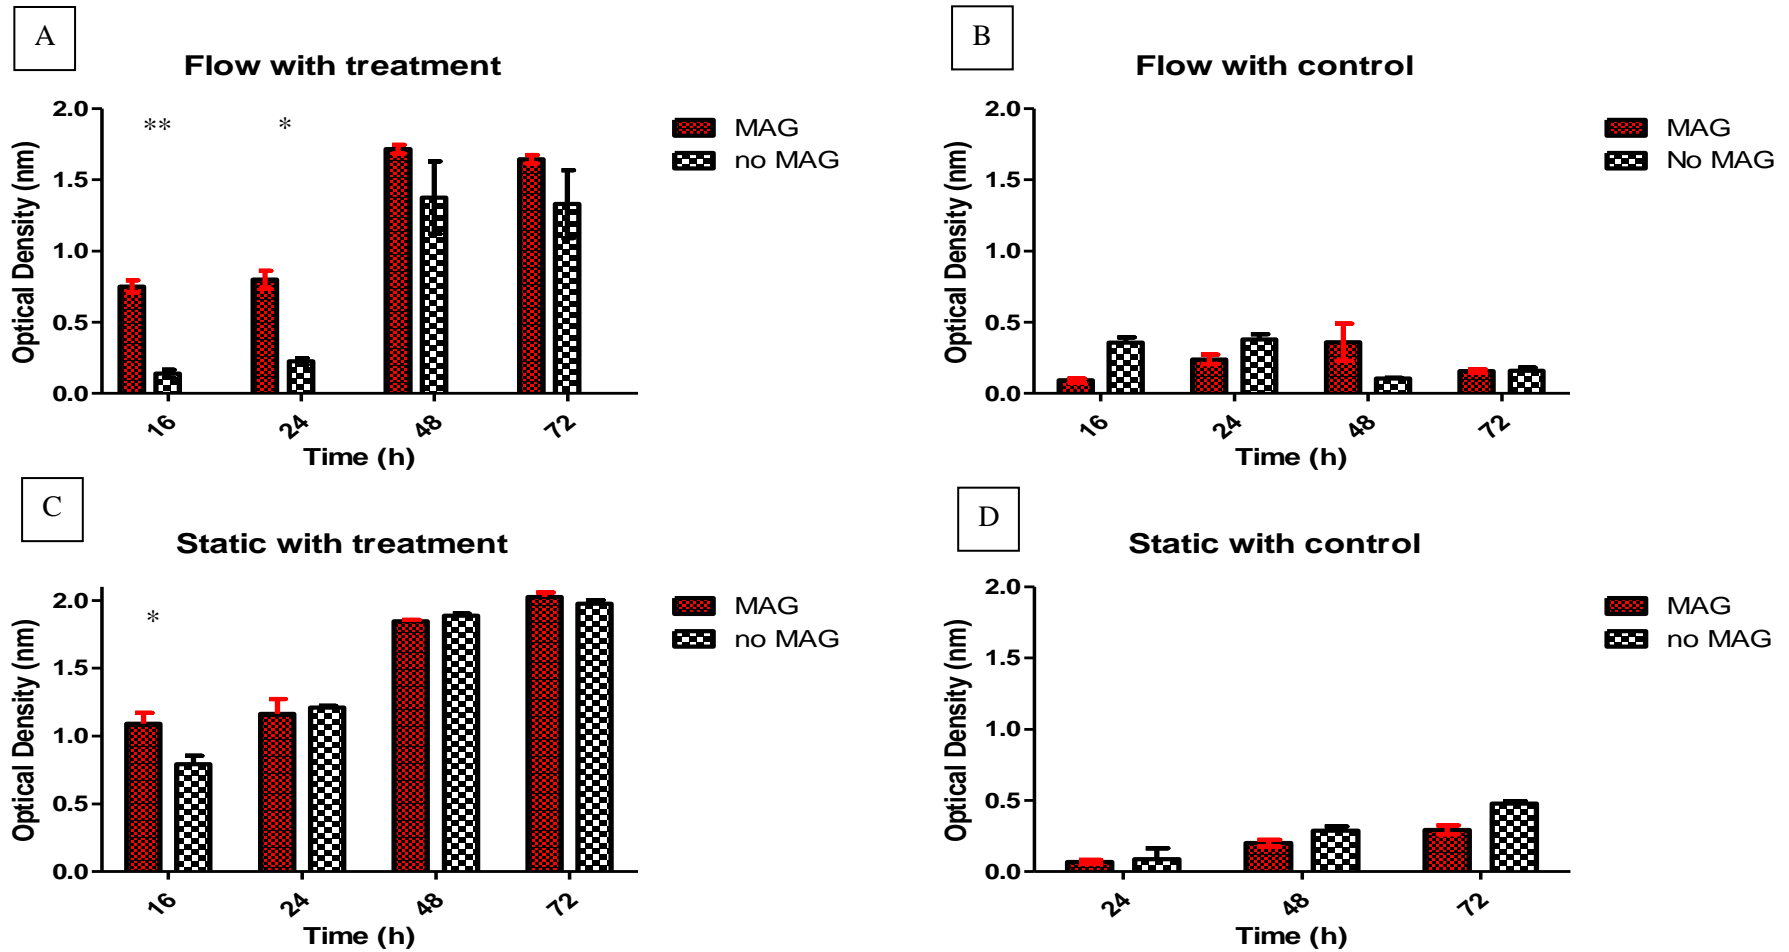 A
Flow with treatment
** *
2.0
1.5
1.0
0.5
0.0
Optical Density (nm)
16 24 48 72
Time (h)
MAG
no MAG
B
Flow with control
2.0
1.5
1.0
0.5
0.0
Optical Density (nm)
16 24 48 72
Time (h)
MAG
No MAG
C
Static with treatment
*
2.0
1.5
1.0
0.5
0.0
Optical Density (nm)
16 24 48 72
Time (h)
MAG
no MAG
D
Static with control
2.0
1.5
1.0
0.5
0.0
Optical Density (nm)
24 48 72
Time (h)
MAG
no MAG